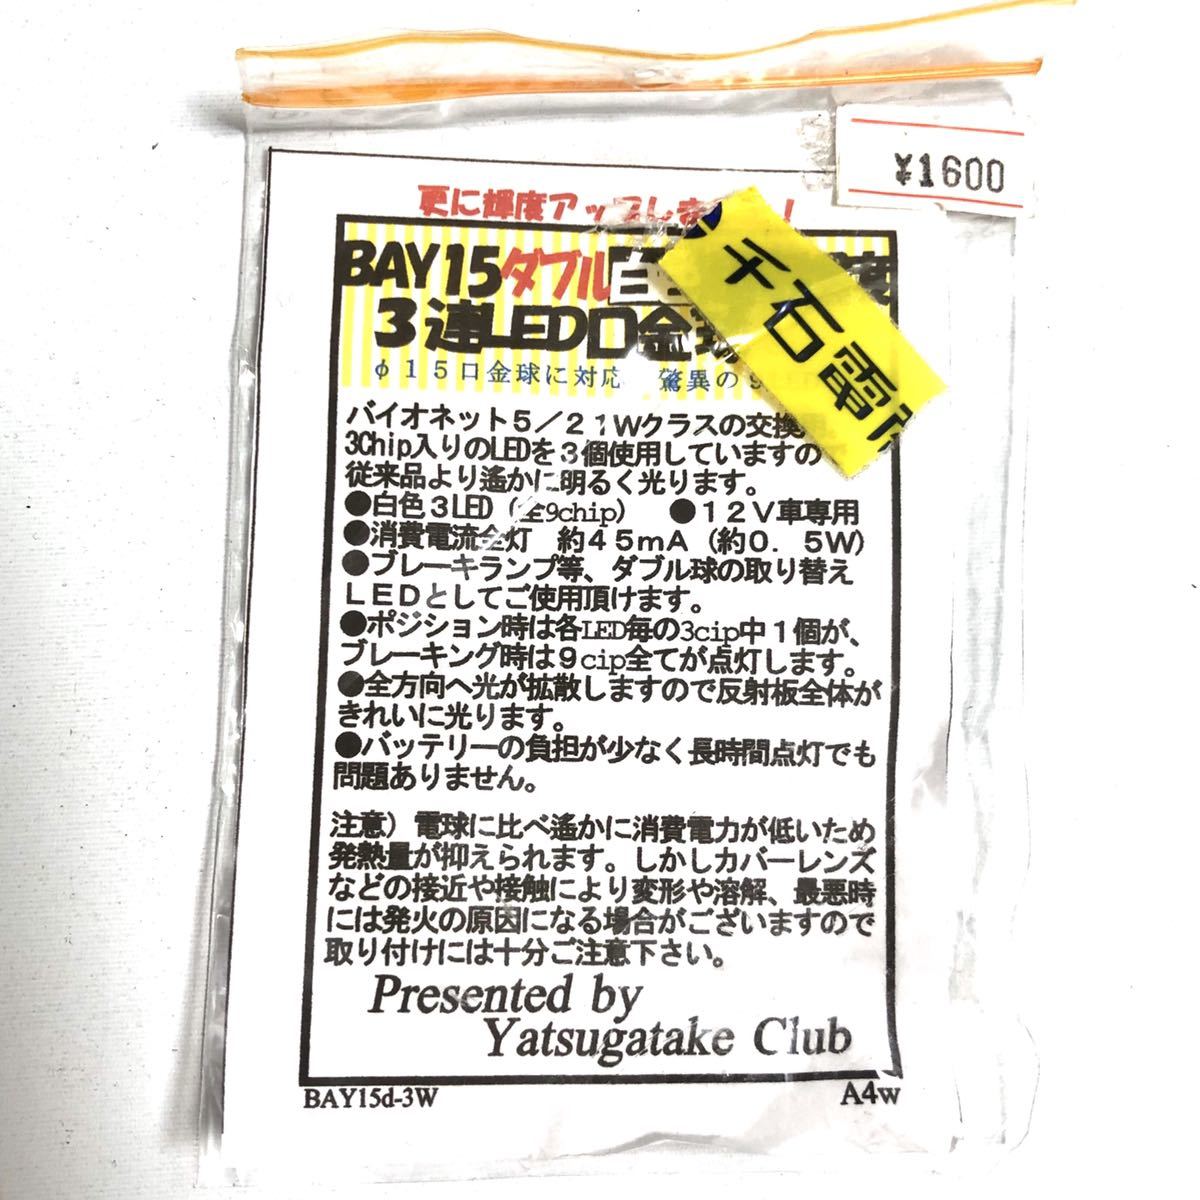 ¥1600
更に輝度アップしま！
千石電
BAY15ダブル白
3連LED口金球
φ15口金球に対応 驚異の9
バイオネット5／21Wクラスの交換
3Chip入りのLEDを3個使用していますの
従来品より遙かに明るく光ります。
●白色3LED（全9chip） ●12V車専用
●消費電流全灯 約45mA（約0．5W）
●ブレーキランプ等、ダブル球の取り替え
LEDとしてご使用頂けます。
●ポジション時は各LED毎の3cip中1個が、
ブレーキング時は9cip全てが点灯します。
●全方向へ光が拡散しますので反射板全体が
きれいに光ります。
●バッテリーの負担が少なく長時間点灯でも
問題ありません。
注意）電球に比べ遙かに消費電力が低いため
発熱量が抑えられます。しかしカバーレンズ
などの接近や接触により変形や溶解、最悪時
には発火の原因になる場合がございますので
取り付けには十分ご注意下さい。
Presented by
Yatsugatake Club
BAY15d-3W A4w